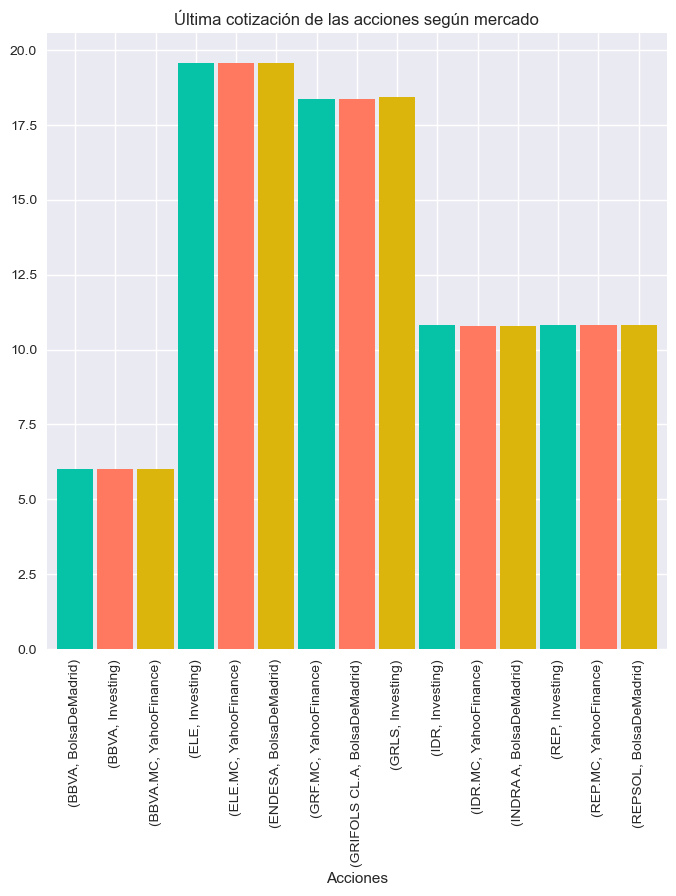 Última cotización de las acciones según mercado
20.0
17.5
15.0
12.5
10.0
7.5
5.0
2.5
0.0
(BBVA, BolsaDeMadrid)
(BBVA, Investing)
(BBVA.MC, YahooFinance)
(ELE, Investing)
(ELE.MC, YahooFinance)
(ENDESA, BolsaDeMadrid)
(GRF.MC, YahooFinance)
(GRIFOLS CL.A, BolsaDeMadrid)
(GRLS, Investing)
(IDR, Investing)
(IDR.MC, YahooFinance)
(INDRA A, BolsaDeMadrid)
(REP, Investing)
(REP.MC, YahooFinance)
(REPSOL, BolsaDeMadrid)
Acciones